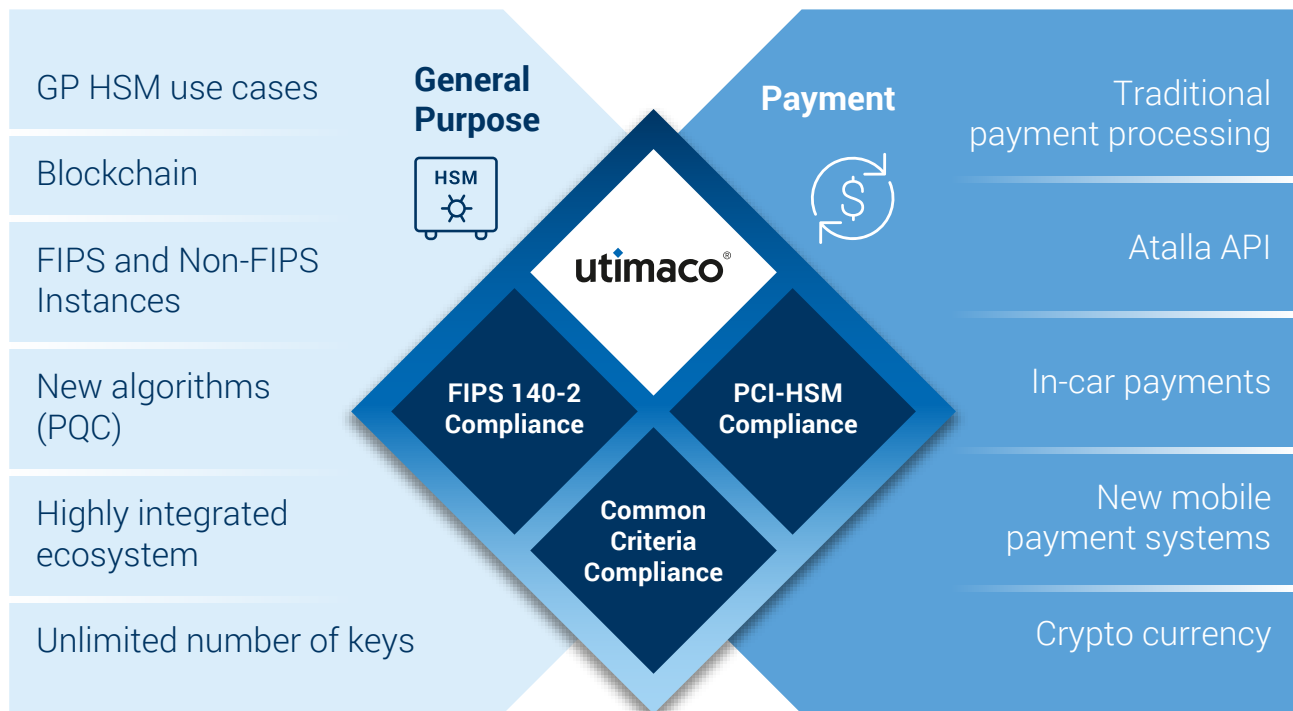 GP HSM use cases
Blockchain
FIPS and Non-FIPS
Instances
New algorithms
(PQC)
Highly integrated
ecosystem
Unlimited number of keys
General
Purpose
HSM
utimaco®
FIPS 140-2
Compliance
PCI-HSM
Compliance
Common
Criteria
Compliance
Payment
$
Traditional
payment processing
Atalla API
In-car payments
New mobile
payment systems
Crypto currency